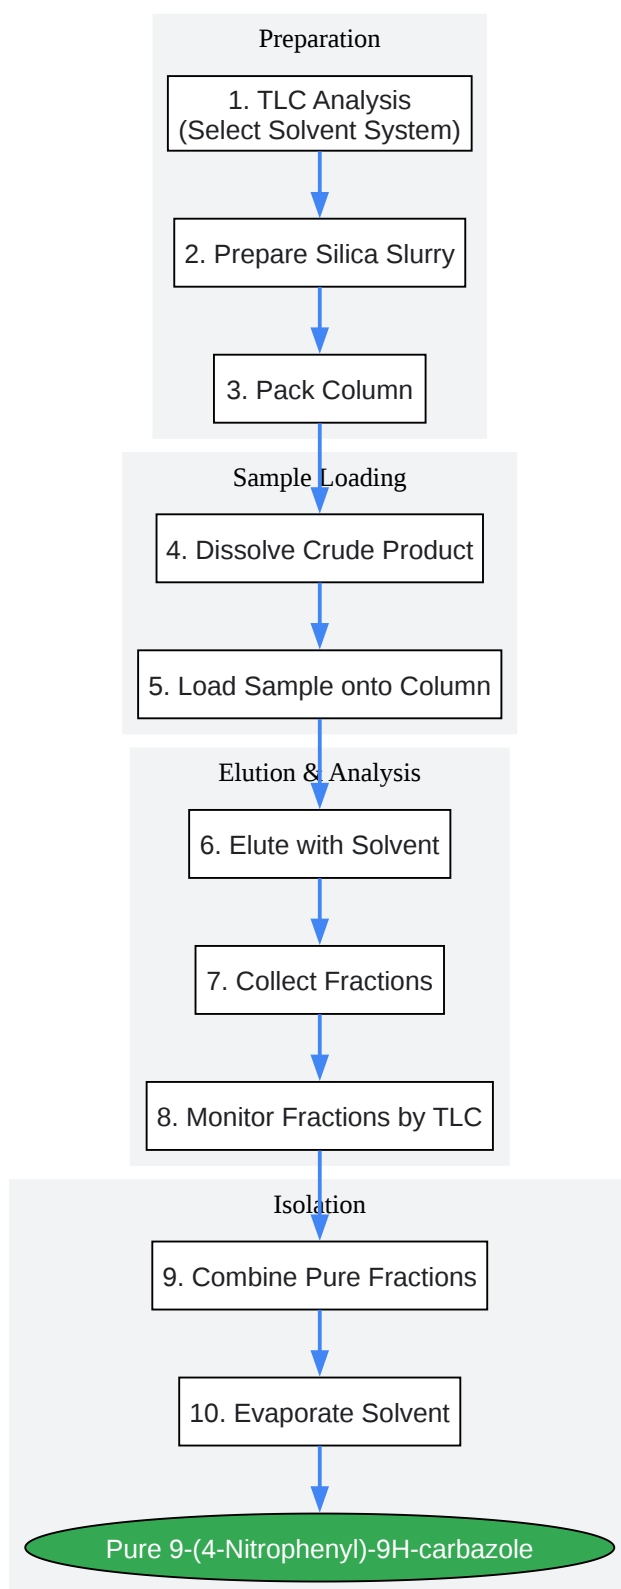 Preparation
1. TLC Analysis
(Select Solvent System)
2. Prepare Silica Slurry
3. Pack Column
Sample Loading
4. Dissolve Crude Product
5. Load Sample onto Column
Elution & Analysis
6. Elute with Solvent
7. Collect Fractions
8. Monitor Fractions by TLC
Isolation
9. Combine Pure Fractions
10. Evaporate Solvent
Pure 9-(4-Nitrophenyl)-9H-carbazole